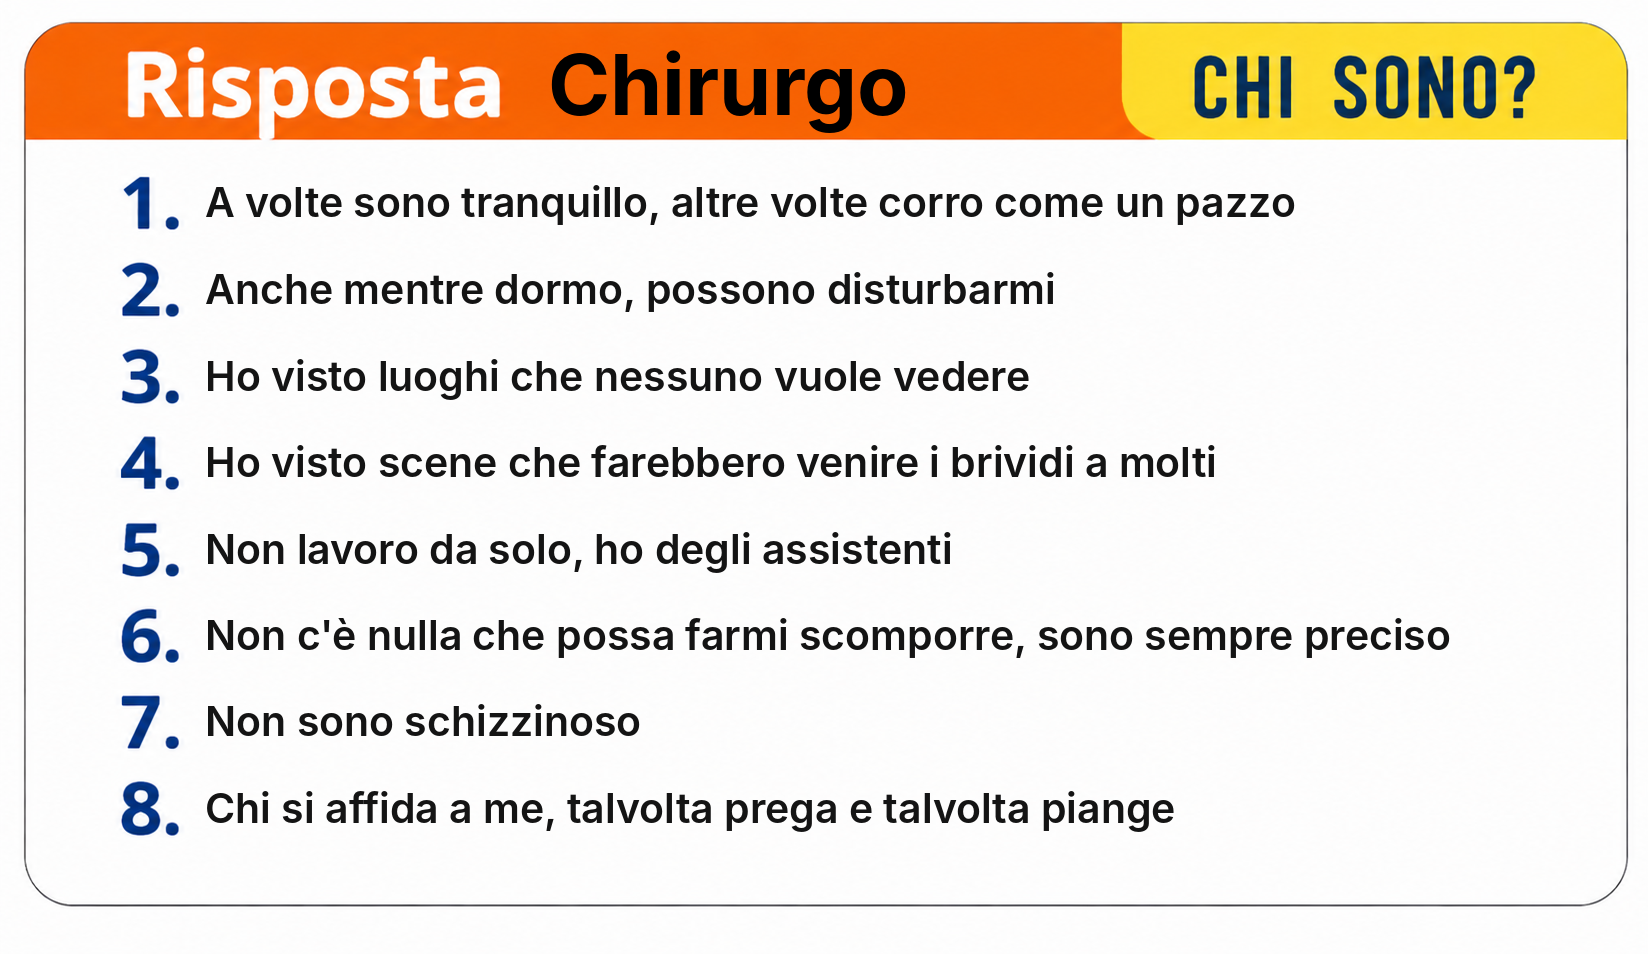 Risposta Chirurgo CHI SONO?
1. A volte sono tranquillo, altre volte corro come un pazzo
2. Anche mentre dormo, possono disturbarmi
3. Ho visto luoghi che nessuno vuole vedere
4. Ho visto scene che farebbero venire i brividi a molti
5. Non lavoro da solo, ho degli assistenti
6. Non c'è nulla che possa farmi scomporre, sono sempre preciso
7. Non sono schizzinoso
8. Chi si affida a me, talvolta prega e talvolta piange